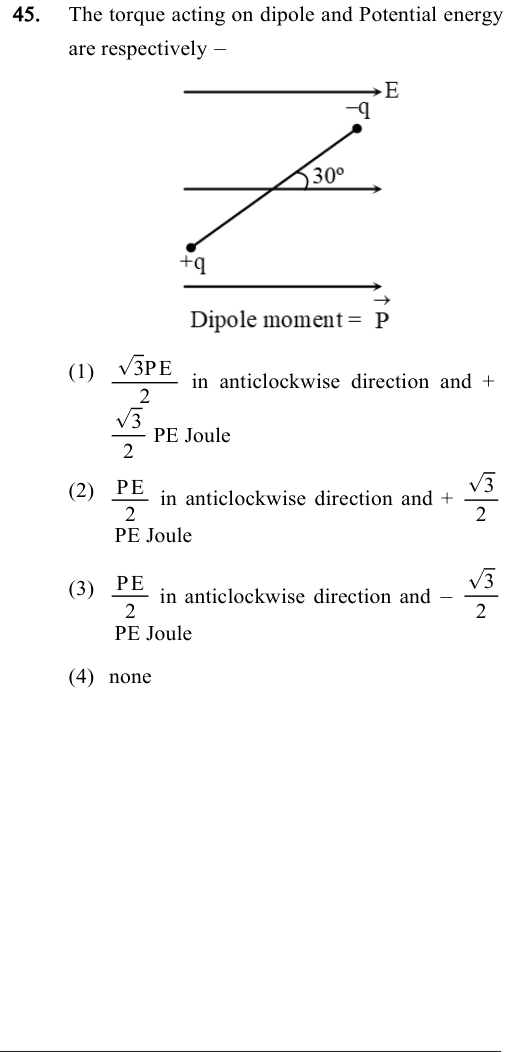 45. The torque acting on dipole and Potential energy
are respectively –
E
–q
30º
+q
Dipole moment = P⃗
(1) √3PE/2 in anticlockwise direction and +
√3/2 PE Joule
(2) PE/2 in anticlockwise direction and + √3/2
PE Joule
(3) PE/2 in anticlockwise direction and – √3/2
PE Joule
(4) none